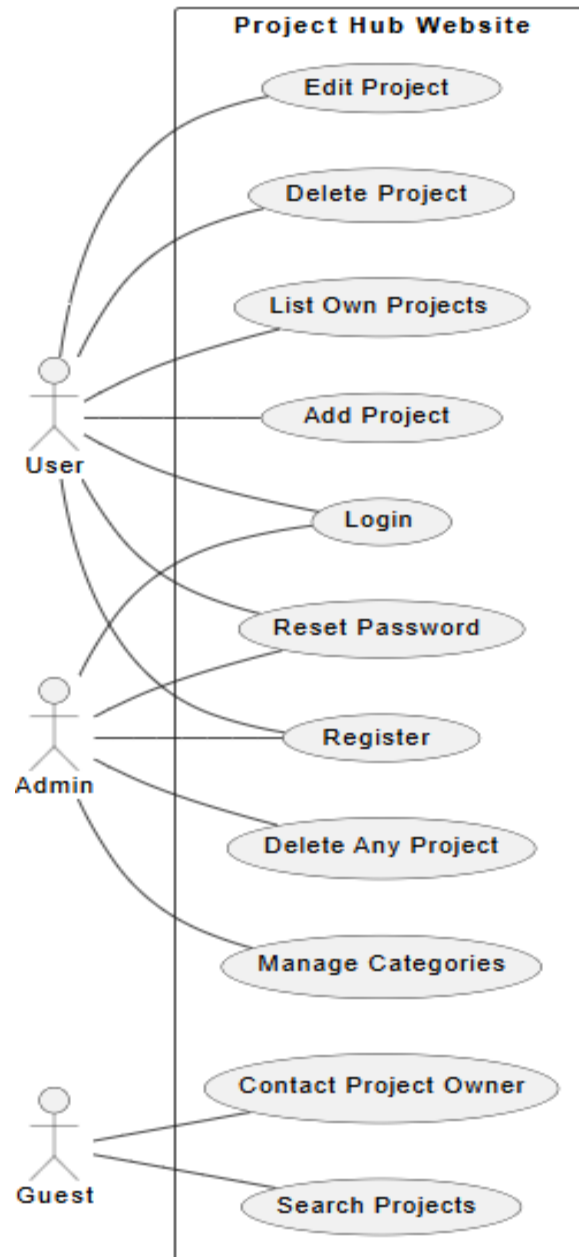 Project Hub Website
Edit Project
Delete Project
List Own Projects
Add Project
User
Login
Reset Password
Register
Admin
Delete Any Project
Manage Categories
Contact Project Owner
Guest
Search Projects